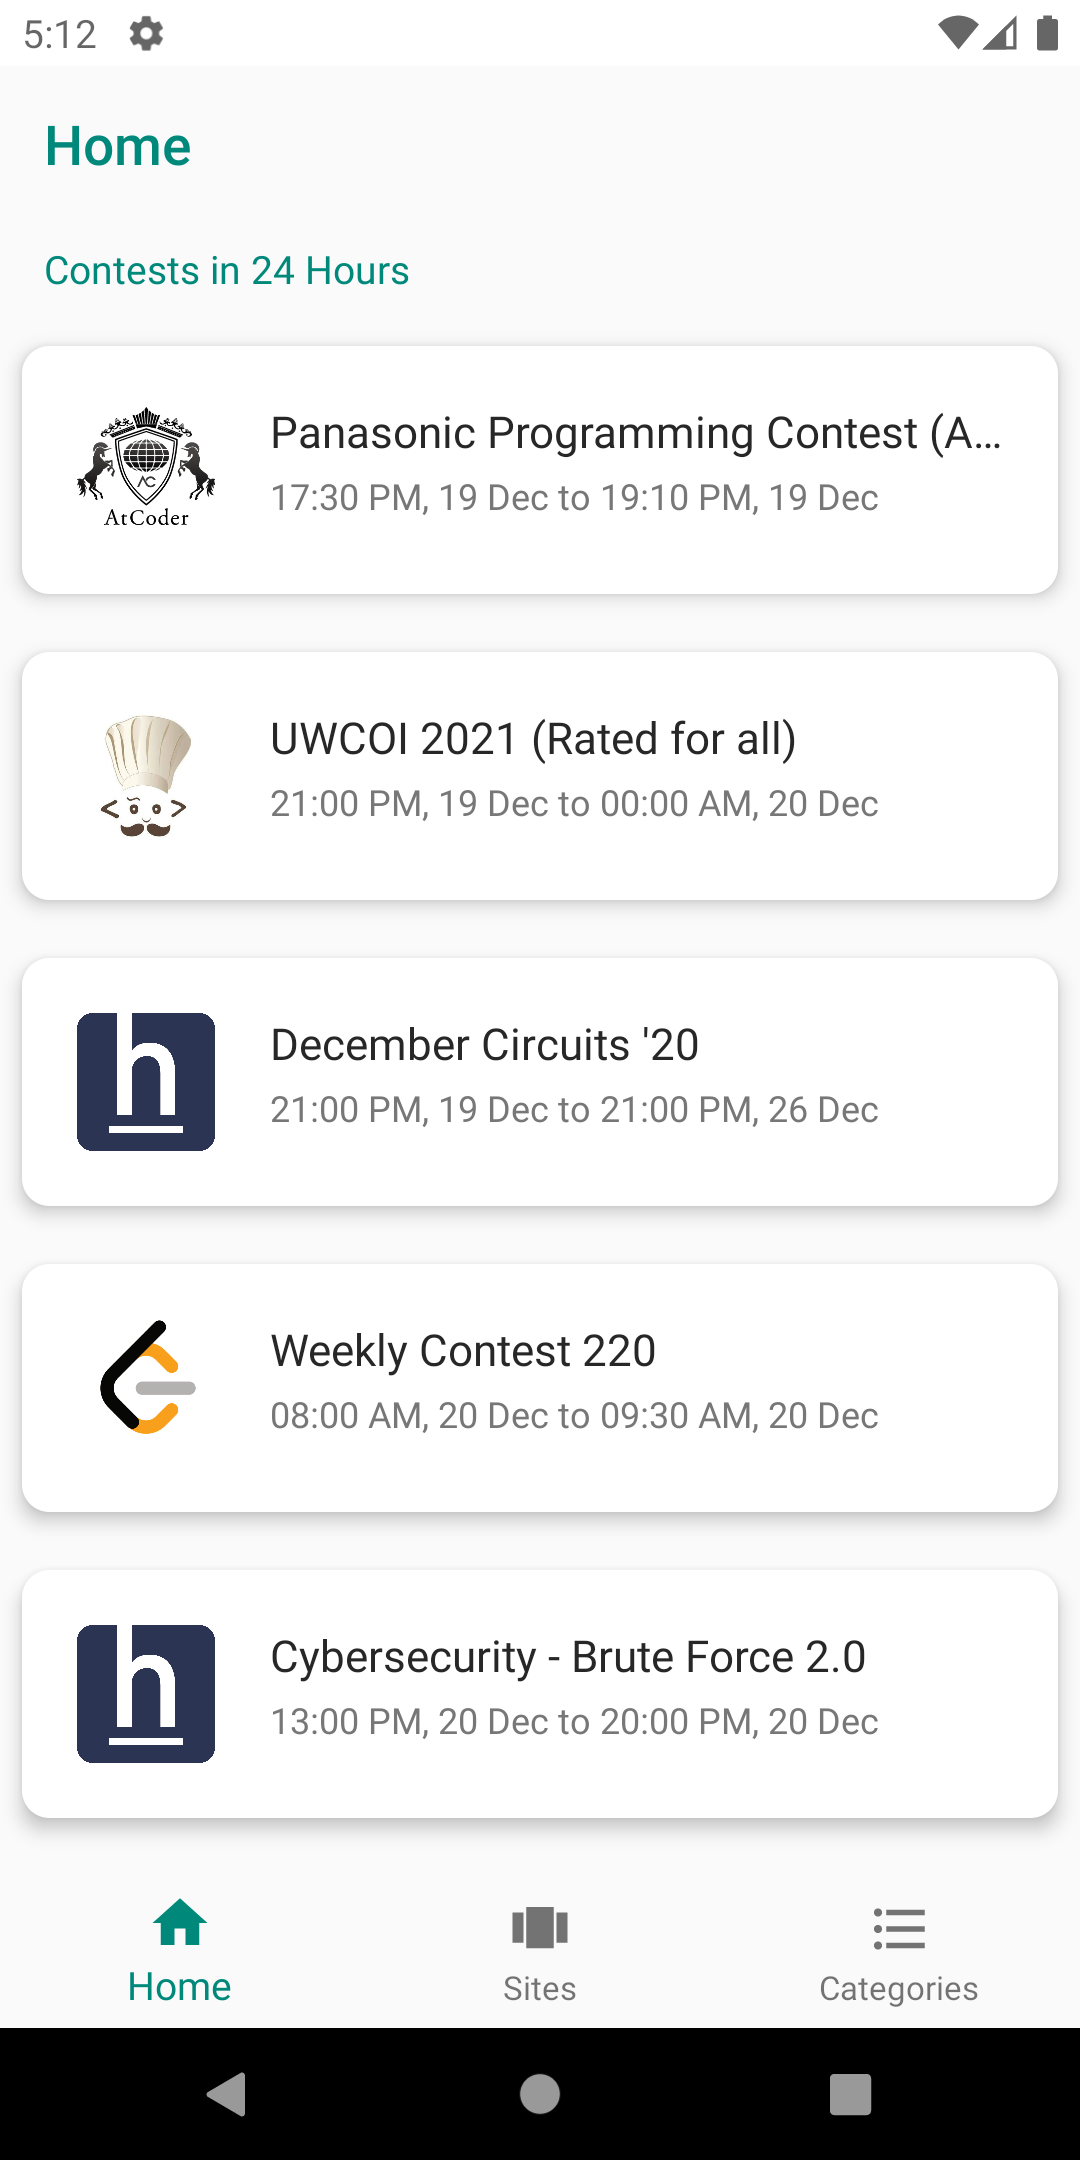 5:12
Home
Contests in 24 Hours
Panasonic Programming Contest (A...
17:30 PM, 19 Dec to 19:10 PM, 19 Dec
AtCoder
UWCOI 2021 (Rated for all)
21:00 PM, 19 Dec to 00:00 AM, 20 Dec
h
December Circuits '20
21:00 PM, 19 Dec to 21:00 PM, 26 Dec
Weekly Contest 220
08:00 AM, 20 Dec to 09:30 AM, 20 Dec
h
Cybersecurity - Brute Force 2.0
13:00 PM, 20 Dec to 20:00 PM, 20 Dec
Home
Sites
Categories